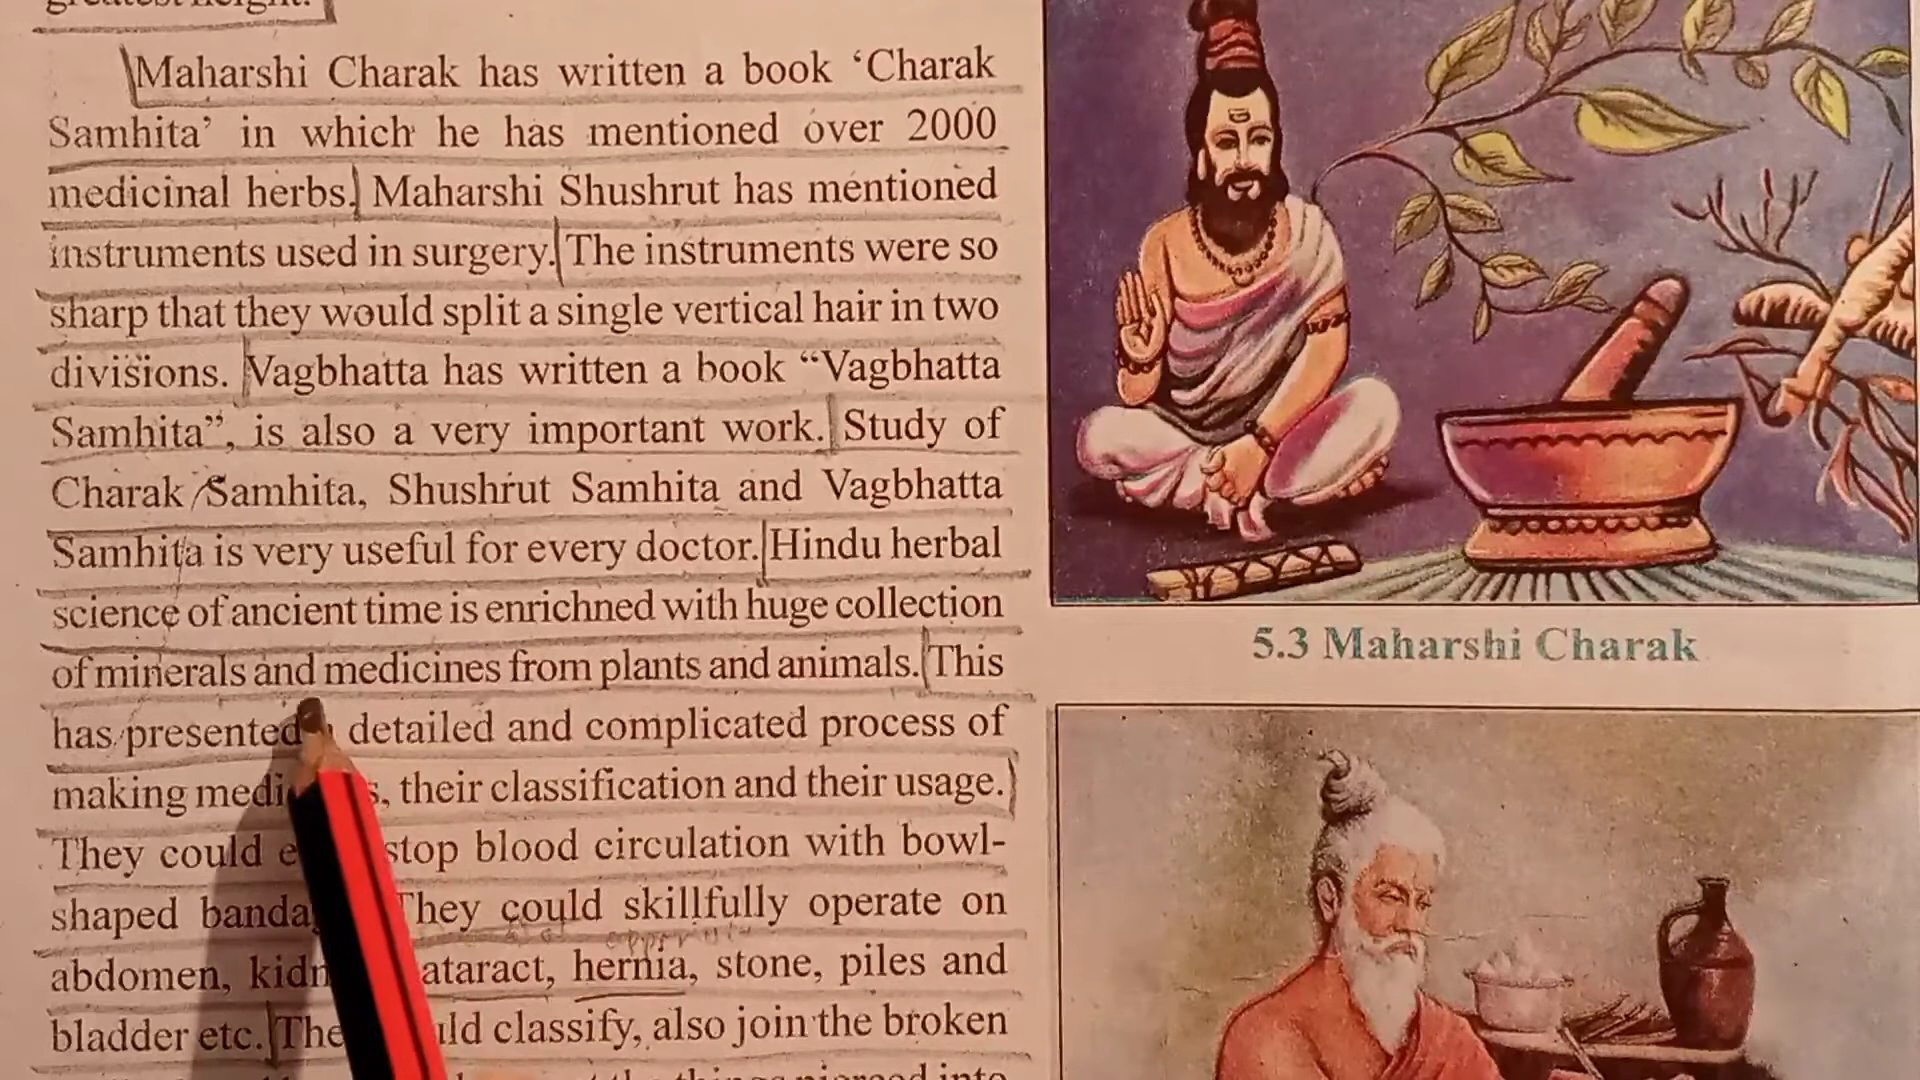 greatest height.
Maharshi Charak has written a book ‘Charak
Samhita’ in which he has mentioned over 2000
medicinal herbs. Maharshi Shushrut has mentioned
instruments used in surgery. The instruments were so
sharp that they would split a single vertical hair in two
divisions. Vagbhatta has written a book “Vagbhatta
Samhita”, is also a very important work. Study of
Charak Samhita, Shushrut Samhita and Vagbhatta
Samhita is very useful for every doctor. Hindu herbal
science of ancient time is enrichned with huge collection
of minerals and medicines from plants and animals. This
has presented detailed and complicated process of
making their classification and their usage.
They could stop blood circulation with bowl-
shaped They could skillfully operate on
abdomen, hernia, stone, piles and
bladder etc. classify, also join the broken
the things pierced into
5.3 Maharshi Charak